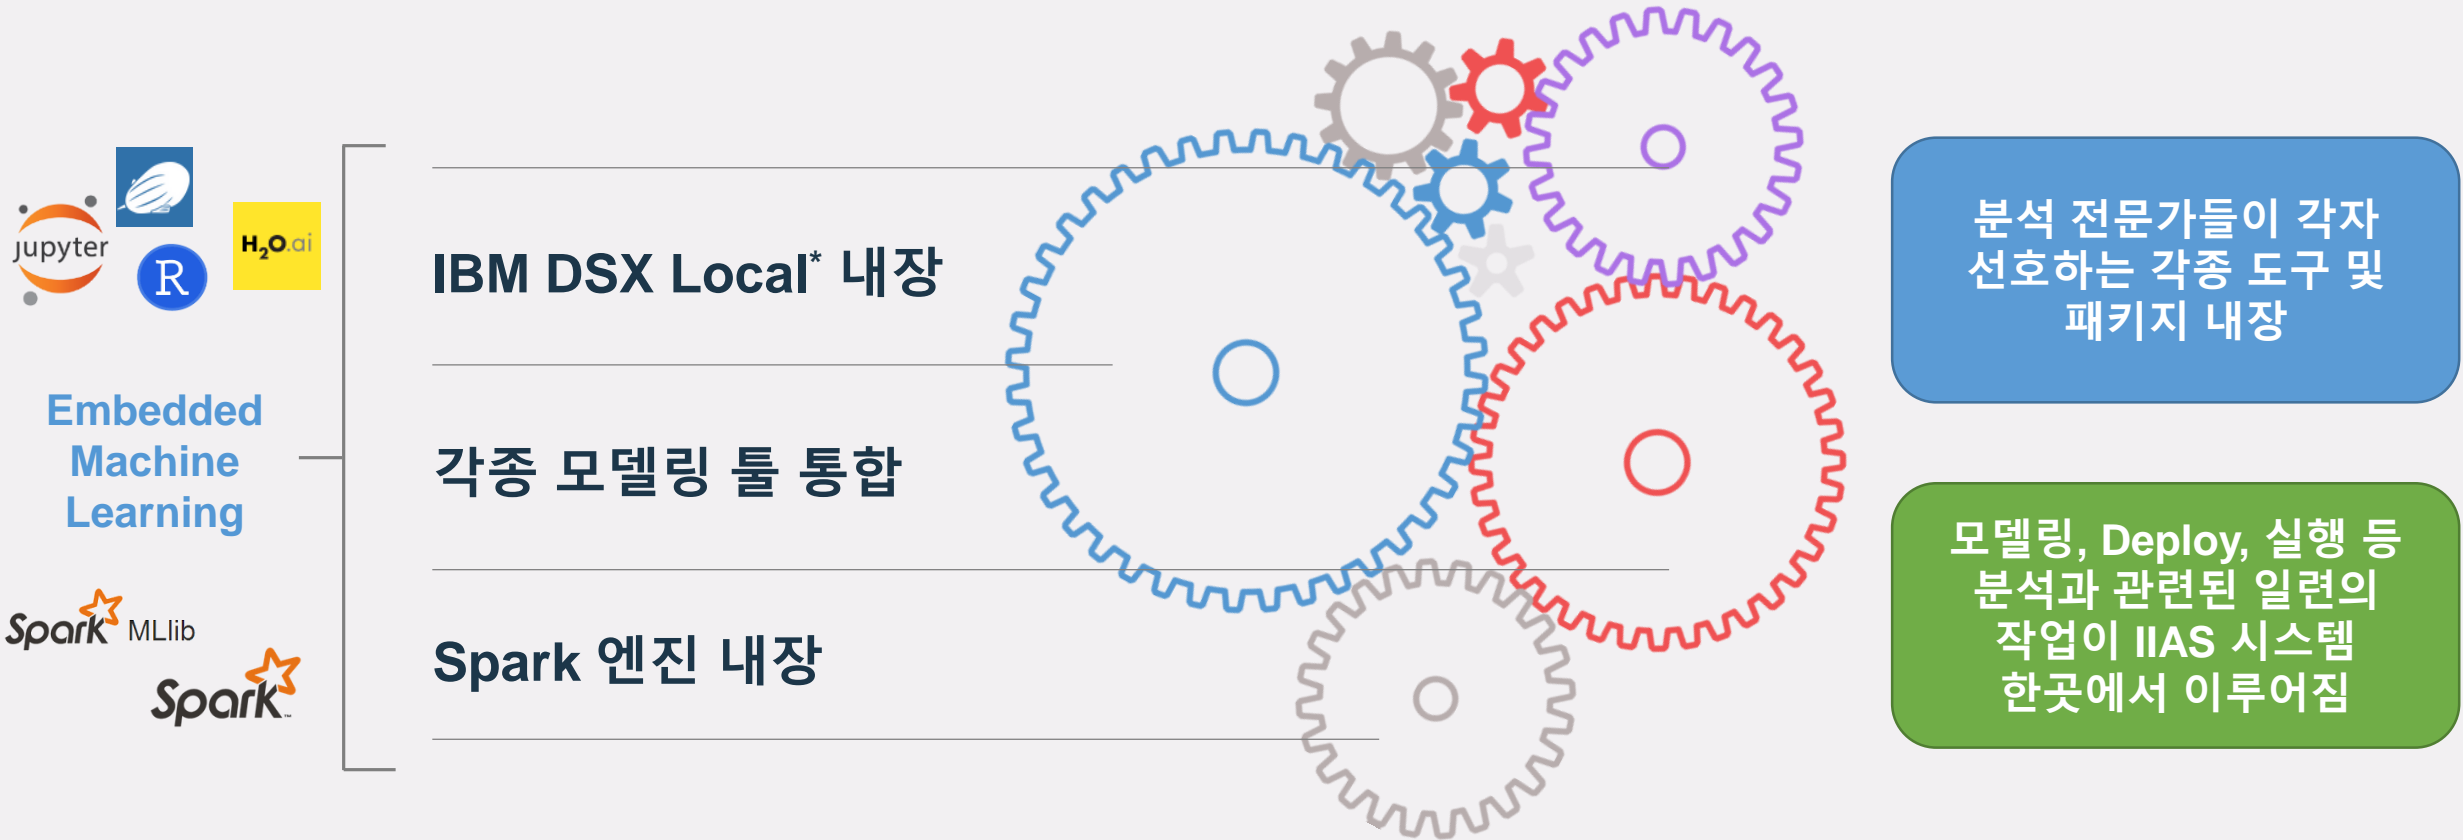 jupyter
H2O.ai
R
Embedded
Machine
Learning
Spark MLlib
Spark™
IBM DSX Local* 내장
각종 모델링 툴 통합
Spark 엔진 내장
분석 전문가들이 각자
선호하는 각종 도구 및
패키지 내장
모델링, Deploy, 실행 등
분석과 관련된 일련의
작업이 IIAS 시스템
한곳에서 이루어짐